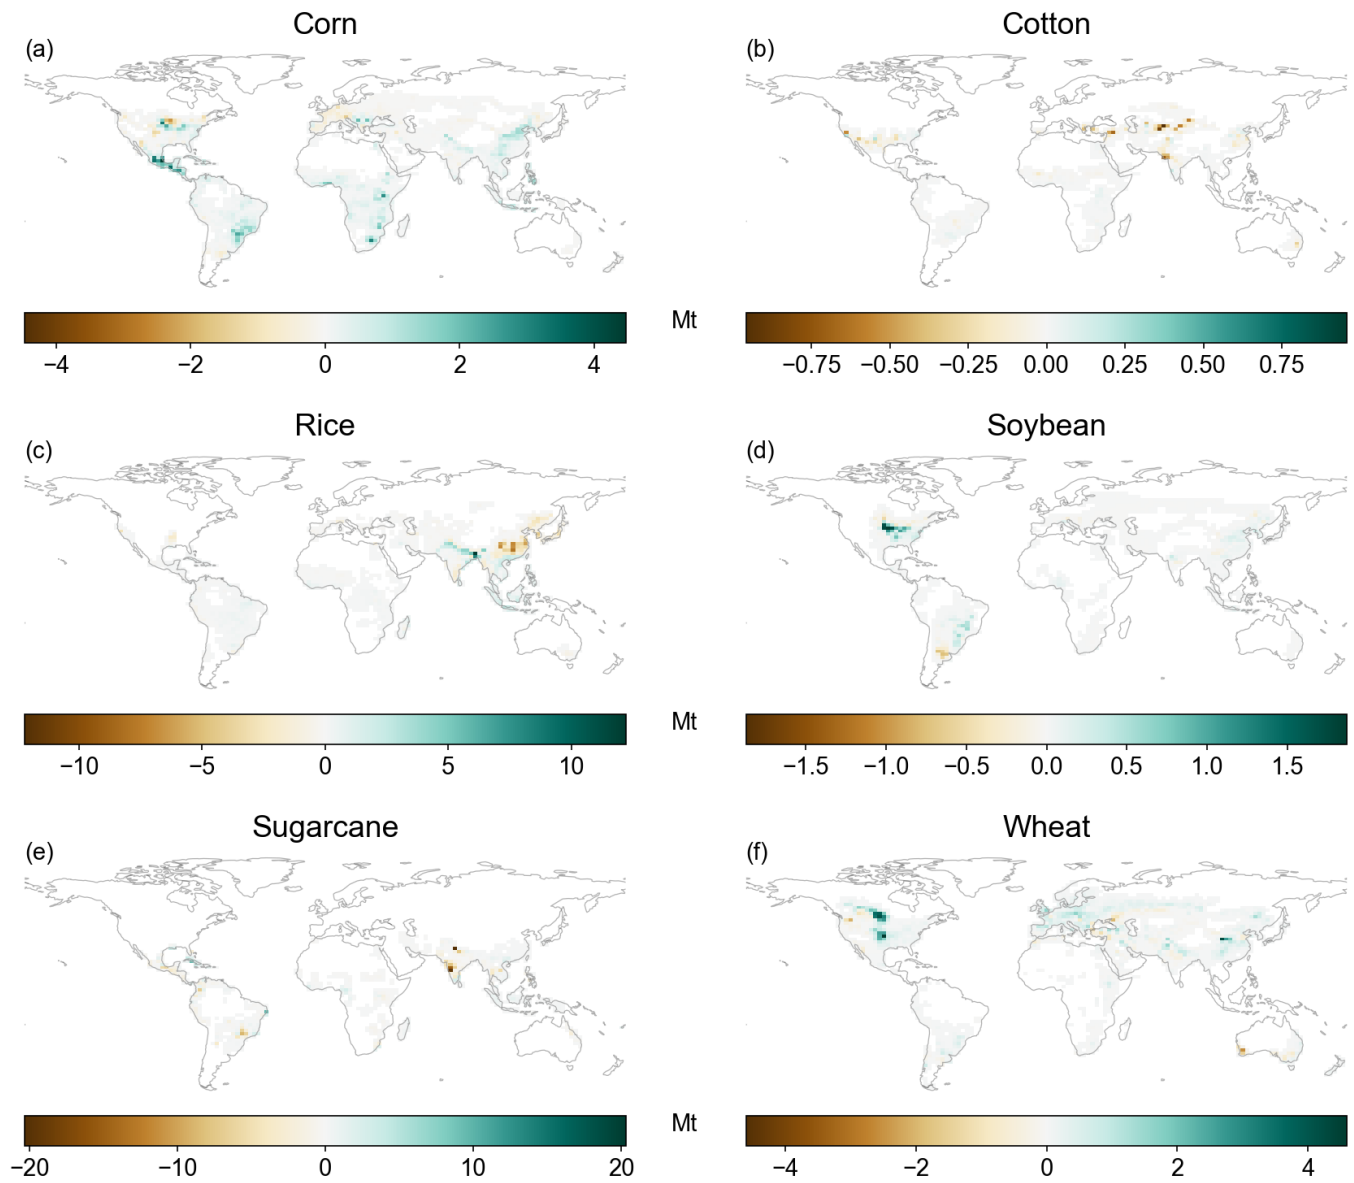 Corn
Cotton
(a)
(b)
Mt
−4 −2 0 2 4
−0.75 −0.50 −0.25 0.00 0.25 0.50 0.75
Rice
Soybean
(c)
(d)
Mt
−10 −5 0 5 10
−1.5 −1.0 −0.5 0.0 0.5 1.0 1.5
Sugarcane
Wheat
(e)
(f)
Mt
−20 −10 0 10 20
−4 −2 0 2 4